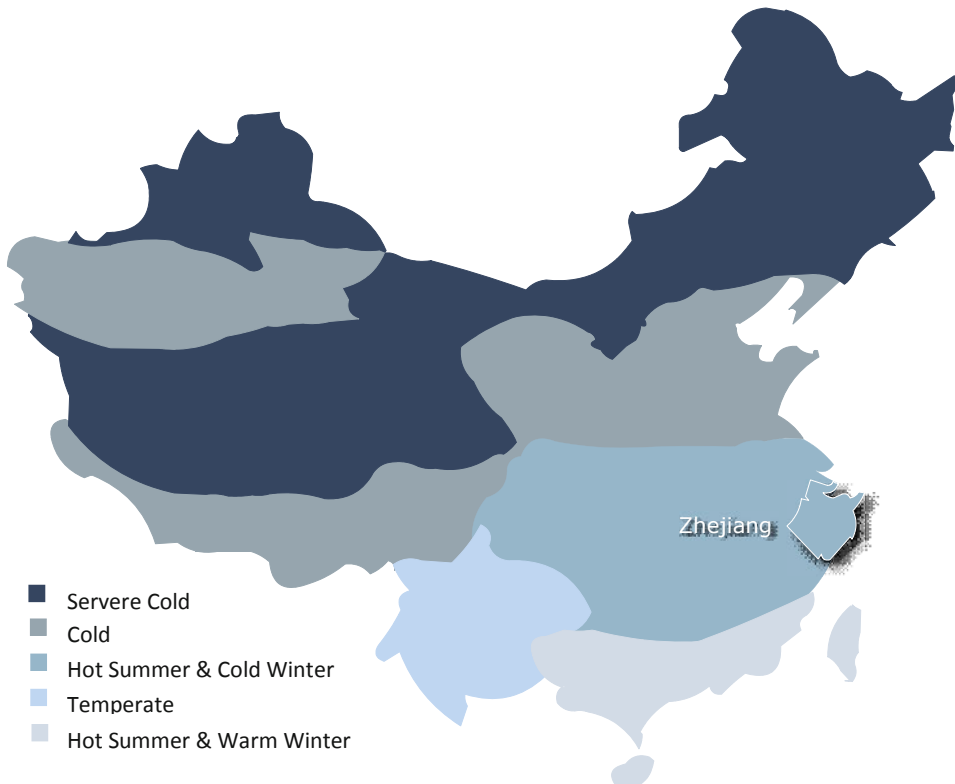 Zhejiang
Servere Cold
Cold
Hot Summer & Cold Winter
Temperate
Hot Summer & Warm Winter